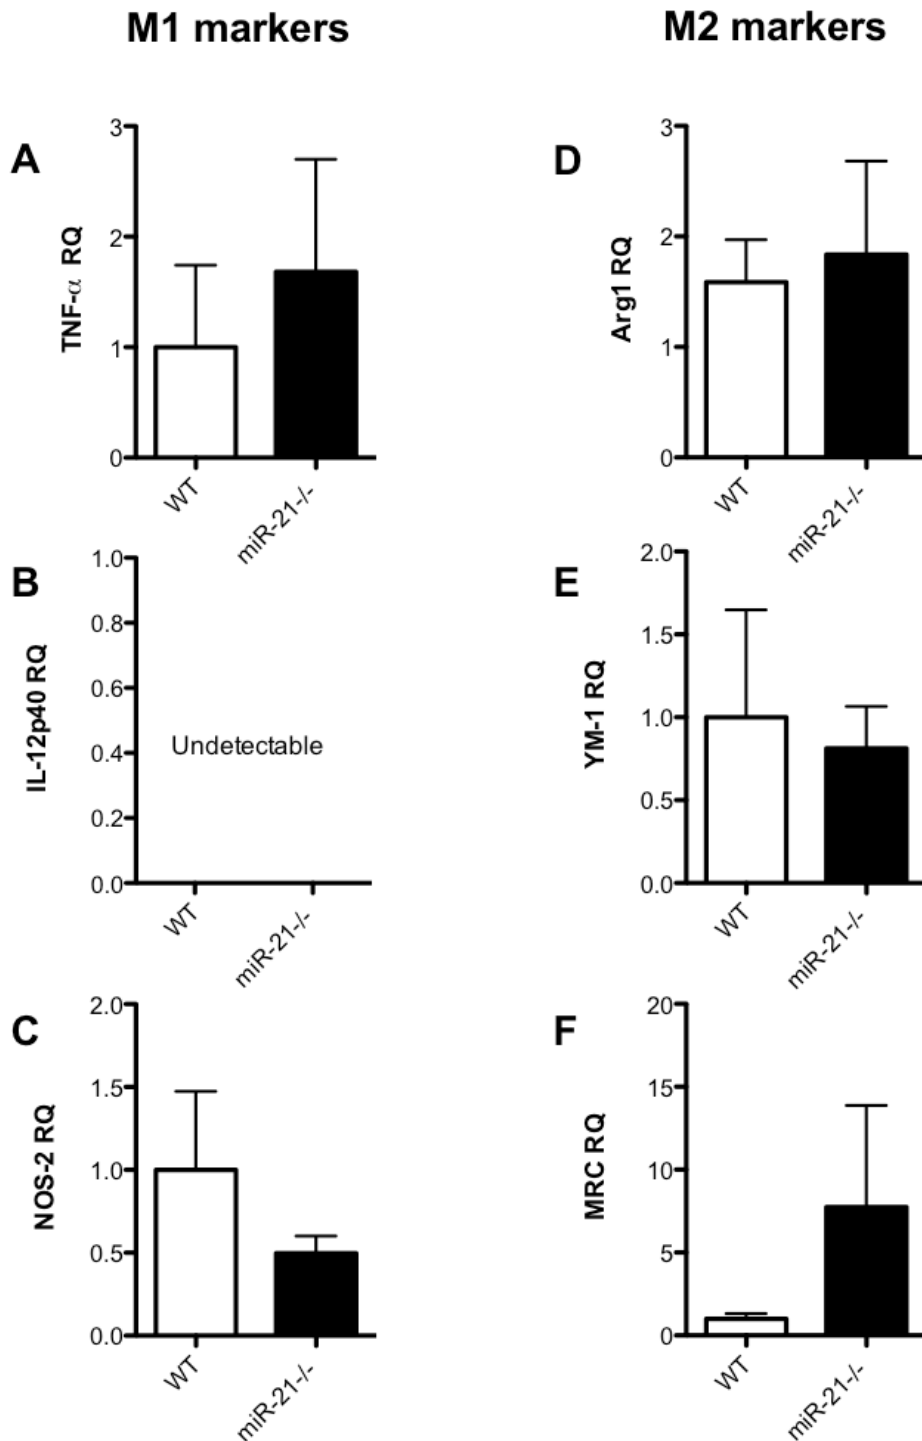 M1 markers
M2 markers
A
TNF-α RQ
3
2
1
0
WT
miR-21-/-
D
Arg1 RQ
3
2
1
0
WT
miR-21-/-
B
IL-12p40 RQ
1.0
0.8
0.6
0.4
0.2
0.0
Undetectable
WT
miR-21-/-
E
YM-1 RQ
2.0
1.5
1.0
0.5
0.0
WT
miR-21-/-
C
NOS-2 RQ
2.0
1.5
1.0
0.5
0.0
WT
miR-21-/-
F
MRC RQ
20
15
10
5
0
WT
miR-21-/-